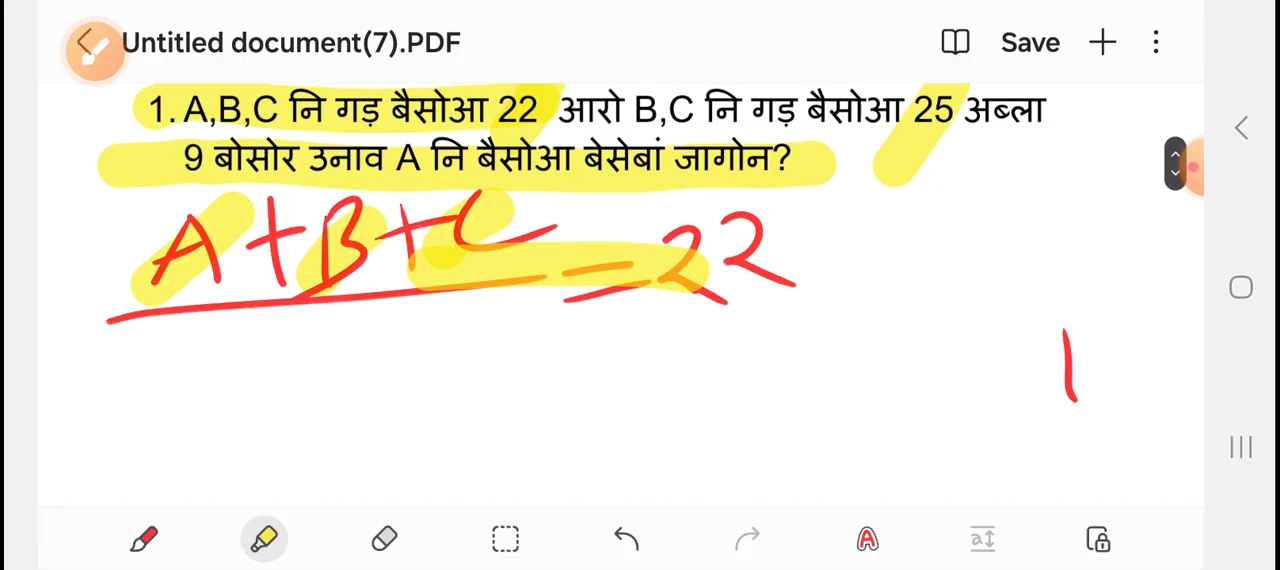 Untitled document(7).PDF
Save
1. A,B,C नि गड़ बैसोआ 22 आरो B,C नि गड़ बैसोआ 25 अब्ला
9 बोसोर उनाव A नि बैसोआ बेसेबां जागोन?
A+B+C = 22